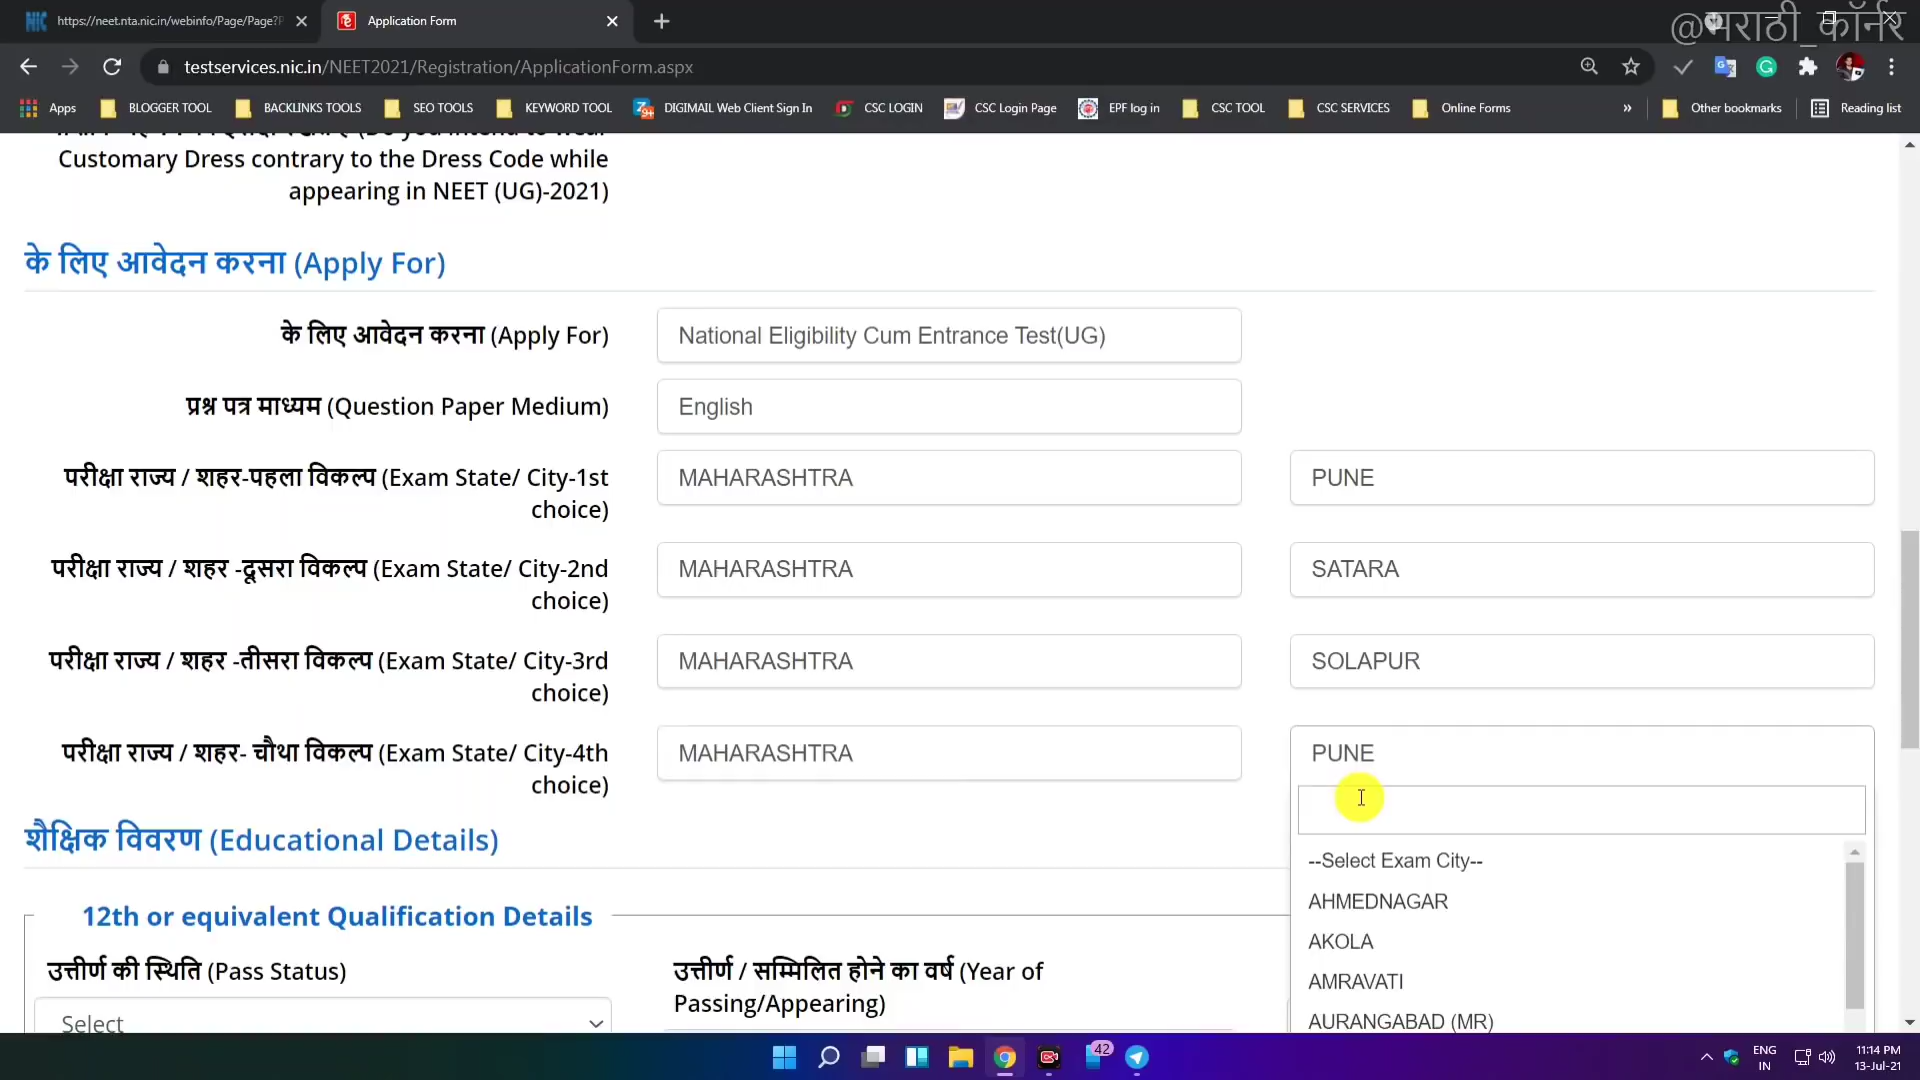 @मराठी_कॉर्नर
https://neet.nta.nic.in/webinfo/Page/Page?P
Application Form
testservices.nic.in/NEET2021/Registration/ApplicationForm.aspx
Apps BLOGGER TOOL BACKLINKS TOOLS SEO TOOLS KEYWORD TOOL DIGIMAIL Web Client Sign In CSC LOGIN CSC Login Page EPF log in CSC TOOL CSC SERVICES Online Forms » Other bookmarks Reading list
Customary Dress contrary to the Dress Code while
appearing in NEET (UG)-2021)
के लिए आवेदन करना (Apply For)
के लिए आवेदन करना (Apply For) National Eligibility Cum Entrance Test(UG)
प्रश्न पत्र माध्यम (Question Paper Medium) English
परीक्षा राज्य / शहर-पहला विकल्प (Exam State/ City-1st MAHARASHTRA PUNE
choice)
परीक्षा राज्य / शहर -दूसरा विकल्प (Exam State/ City-2nd MAHARASHTRA SATARA
choice)
परीक्षा राज्य / शहर -तीसरा विकल्प (Exam State/ City-3rd MAHARASHTRA SOLAPUR
choice)
परीक्षा राज्य / शहर- चौथा विकल्प (Exam State/ City-4th MAHARASHTRA PUNE
choice)
शैक्षिक विवरण (Educational Details)
--Select Exam City--
AHMEDNAGAR
AKOLA
AMRAVATI
AURANGABAD (MR)
12th or equivalent Qualification Details
उत्तीर्ण की स्थिति (Pass Status)
उत्तीर्ण / सम्मिलित होने का वर्ष (Year of
Passing/Appearing)
Select
42
ENG
IN
11:14 PM
13-Jul-21